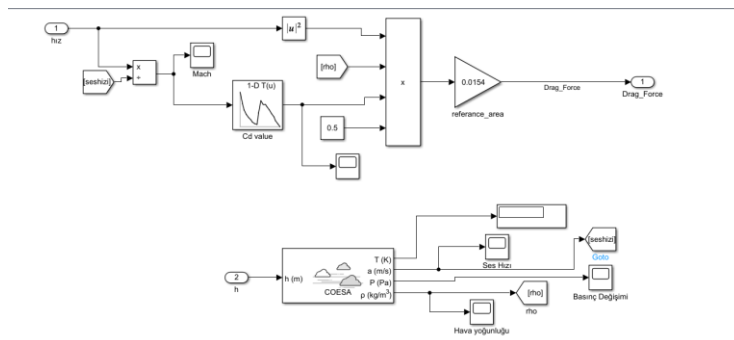 1
hız
|u|²
[seshizi]
x
÷
Mach
[rho]
1-D T(u)
Cd value
0.5
x
0.0154
referance_area
Drag_Force
1
Drag_Force
2
h
h (m)
COESA
T (K)
a (m/s)
P (Pa)
ρ (kg/m³)
Ses Hızı
[seshizi]
Goto
Basınç Değişimi
[rho]
rho
Hava yoğunluğu